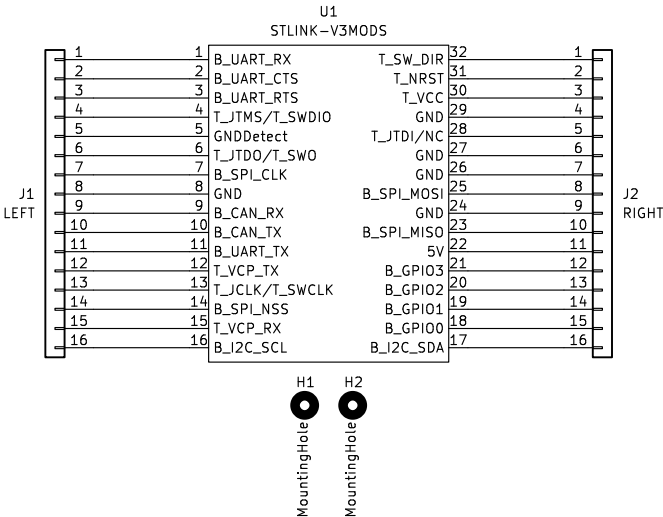 U1
STLINK-V3MODS
1 1 B_UART_RX T_SW_DIR 32 1
2 2 B_UART_CTS T_NRST 31 2
3 3 B_UART_RTS T_VCC 30 3
4 4 T_JTMS/T_SWDIO GND 29 4
5 5 GNDDetect T_JTDI/NC 28 5
6 6 T_JTDO/T_SWO GND 27 6
7 7 B_SPI_CLK GND 26 7
J1 8 8 GND B_SPI_MOSI 25 8 J2
LEFT 9 9 B_CAN_RX GND 24 9 RIGHT
10 10 B_CAN_TX B_SPI_MISO 23 10
11 11 B_UART_TX 5V 22 11
12 12 T_VCP_TX B_GPIO3 21 12
13 13 T_JCLK/T_SWCLK B_GPIO2 20 13
14 14 B_SPI_NSS B_GPIO1 19 14
15 15 T_VCP_RX B_GPIO0 18 15
16 16 B_I2C_SCL B_I2C_SDA 17 16
H1 H2
MountingHole
MountingHole